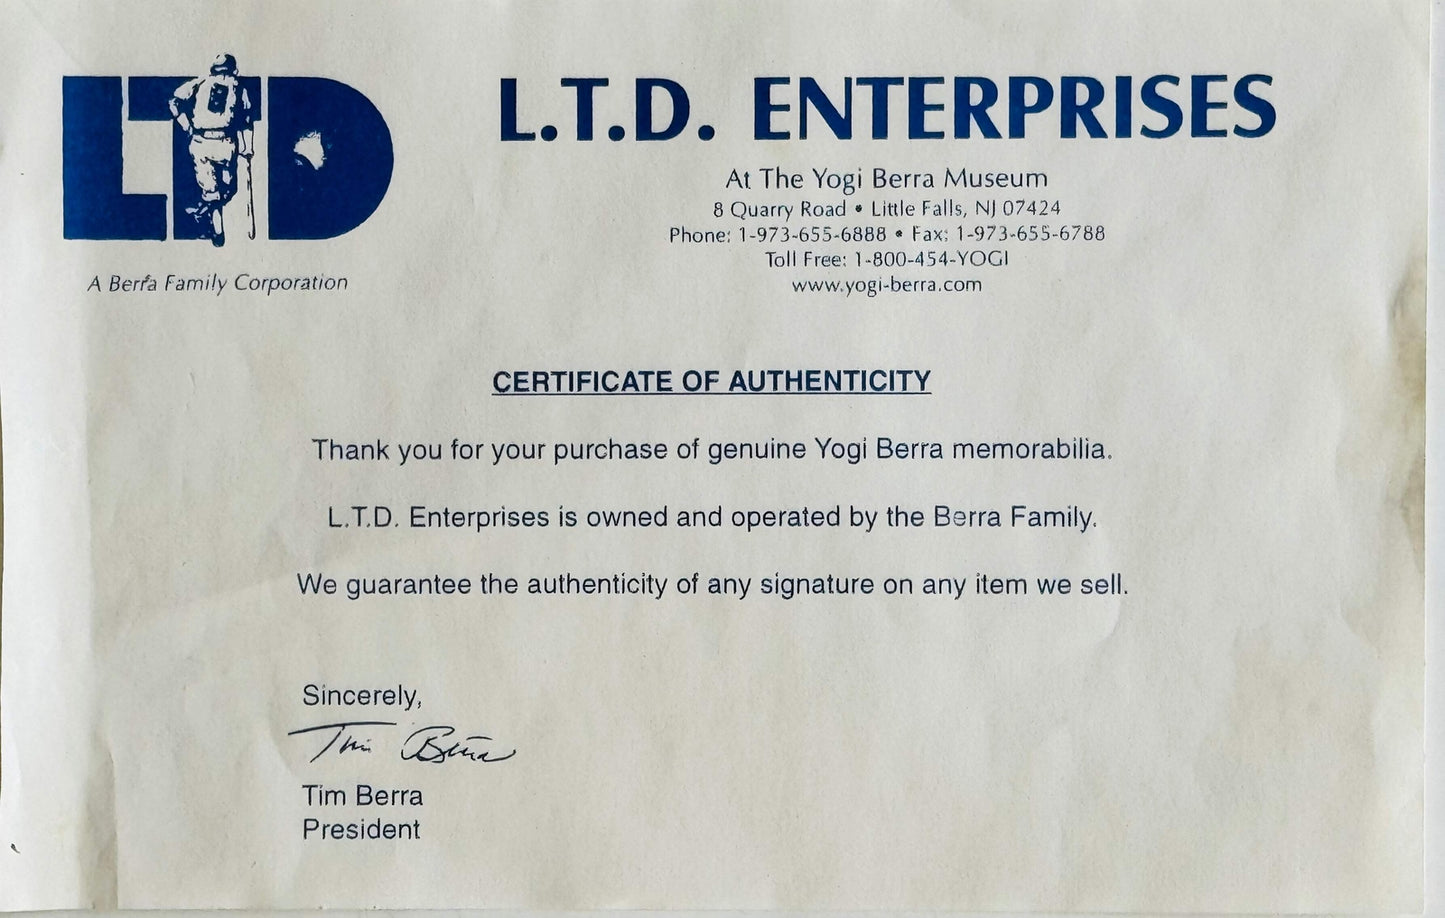 LTD
L.T.D. ENTERPRISES
At The Yogi Berra Museum
8 Quarry Road • Little Falls, NJ 07424
Phone: 1-973-655-6888 • Fax: 1-973-655-6788
Toll Free: 1-800-454-YOGI
www.yogi-berra.com
A Berra Family Corporation
CERTIFICATE OF AUTHENTICITY
Thank you for your purchase of genuine Yogi Berra memorabilia.
L.T.D. Enterprises is owned and operated by the Berra Family.
We guarantee the authenticity of any signature on any item we sell.
Sincerely,
Tim Berra
Tim Berra
President